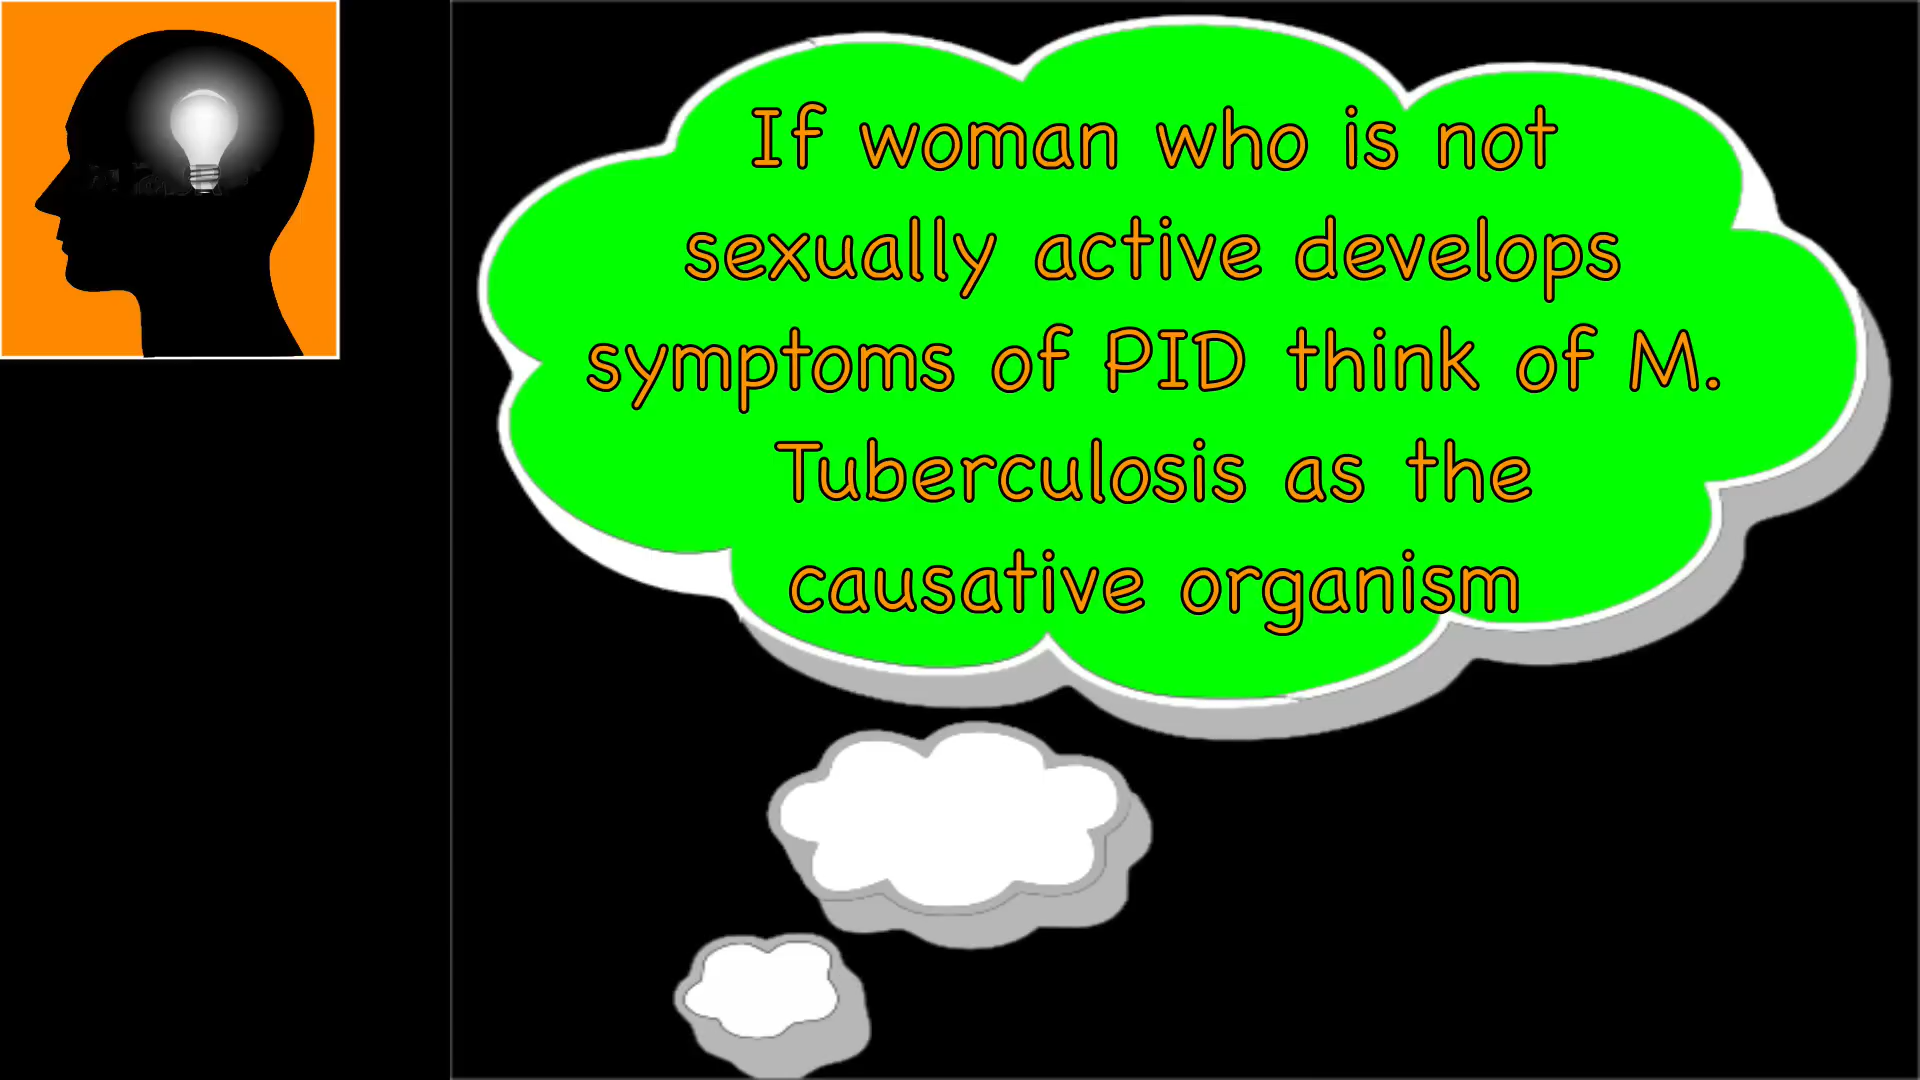 If woman who is not
sexually active develops
symptoms of PID think of M.
Tuberculosis as the
causative organism